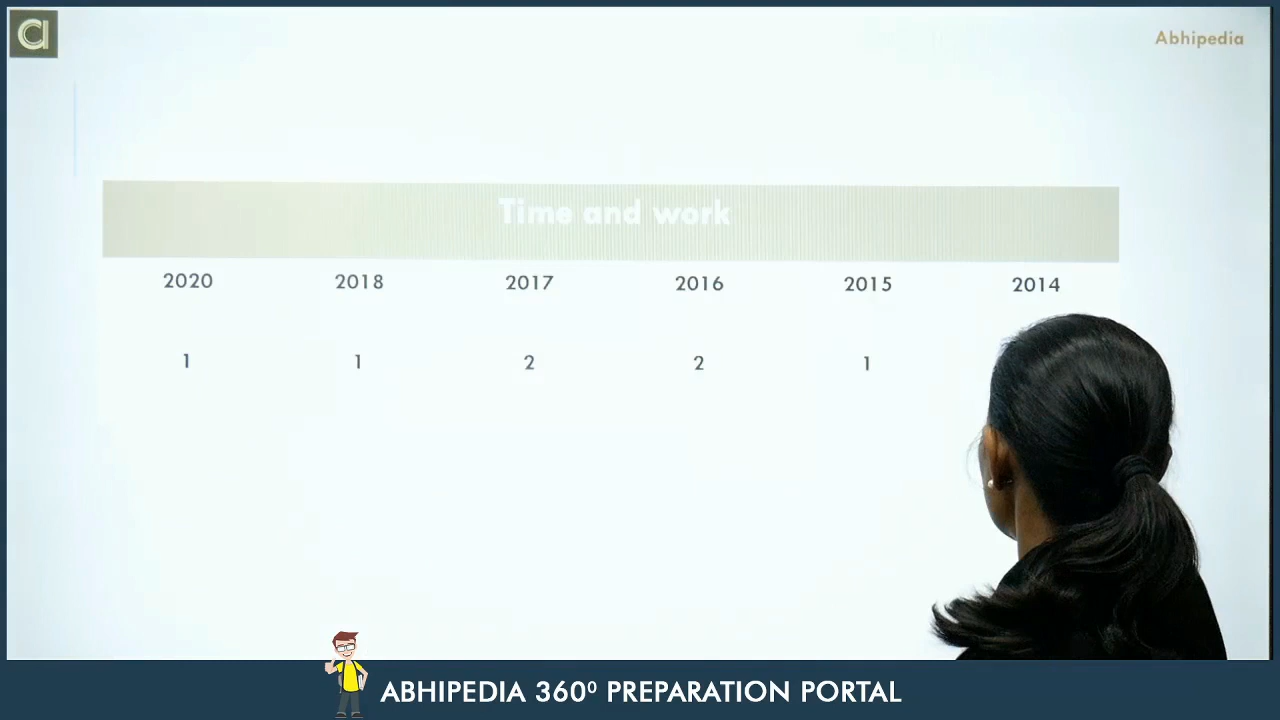 Abhipedia
Time and work
2020 2018 2017 2016 2015 2014
1 1 2 2 1
ABHIPEDIA 360⁰ PREPARATION PORTAL